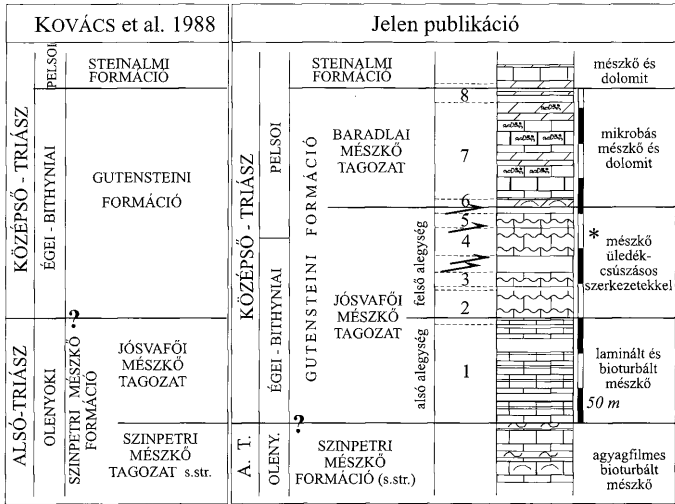 KOVÁCS et al. 1988
Jelen publikáció
KÖZÉPSŐ - TRIÁSZ
ALSÓ-TRIÁSZ
PELSOI
ÉGEI - BITHYNIAI
OLENYOKI
STEINALMI
FORMÁCIÓ
GUTENSTEINI
FORMÁCIÓ
?
SZINPETRI MÉSZKŐ
FORMÁCIÓ
JÓSVAFŐI
MÉSZKŐ
TAGOZAT
SZINPETRI
MÉSZKŐ
TAGOZAT s.str.
KÖZÉPSŐ - TRIÁSZ
A. T.
PELSOI
ÉGEI - BITHYNIAI
OLENY.
STEINALMI
FORMÁCIÓ
GUTENSTEINI FORMÁCIÓ
BARADLAI
MÉSZKŐ
TAGOZAT
JÓSVAFŐI
MÉSZKŐ
TAGOZAT
?
SZINPETRI
MÉSZKŐ
FORMÁCIÓ (s.str.)
felső alegység
alsó alegység
8
7
6
5
4
3
2
1
mészkő és
dolomit
mikrobás
mészkő és
dolomit
*
mészkő
üledék-
csúszásos
szerkezetekkel
laminált és
bioturbált
mészkő
50 m
agyagfilmes
bioturbált
mészkő